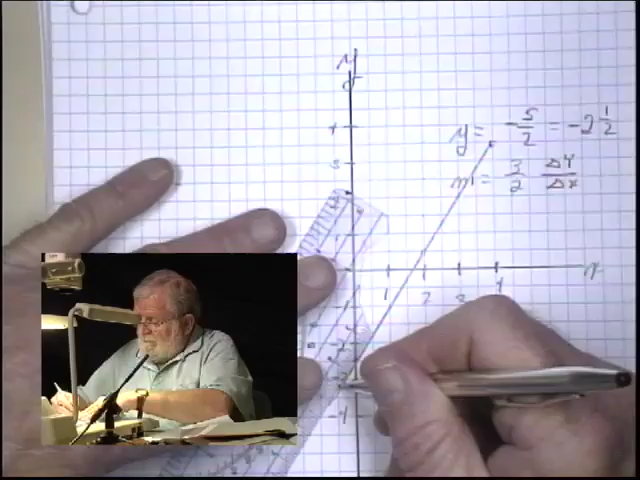 y
y = -5/2 = -2 1/2
m = 3/2 ΔY/ΔX
x
1 2 3 4